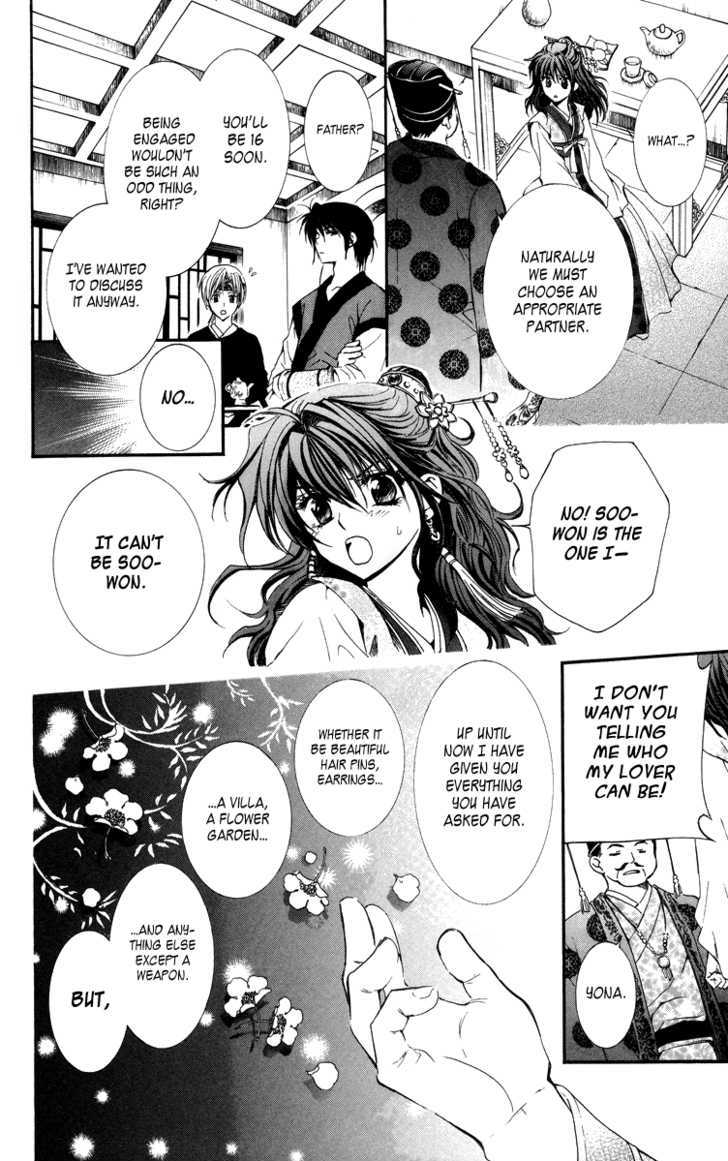 WHAT...?
NATURALLY
WE MUST
CHOOSE AN
APPROPRIATE
PARTNER.
FATHER?
YOU'LL
BE 16
SOON.
BEING
ENGAGED
WOULDN'T
BE SUCH AN
ODD THING,
RIGHT?
I'VE WANTED
TO DISCUSS
IT ANYWAY.
NO...
NO! SOO-
WON IS THE
ONE I—
IT CAN'T
BE SOO-
WON.
I DON'T
WANT YOU
TELLING
ME WHO
MY LOVER
CAN BE!
YONA.
UP UNTIL
NOW I HAVE
GIVEN YOU
EVERYTHING
YOU HAVE
ASKED FOR.
WHETHER IT
BE BEAUTIFUL
HAIR PINS,
EARRINGS...
...A VILLA,
A FLOWER
GARDEN...
...AND ANY-
THING ELSE
EXCEPT A
WEAPON.
BUT,